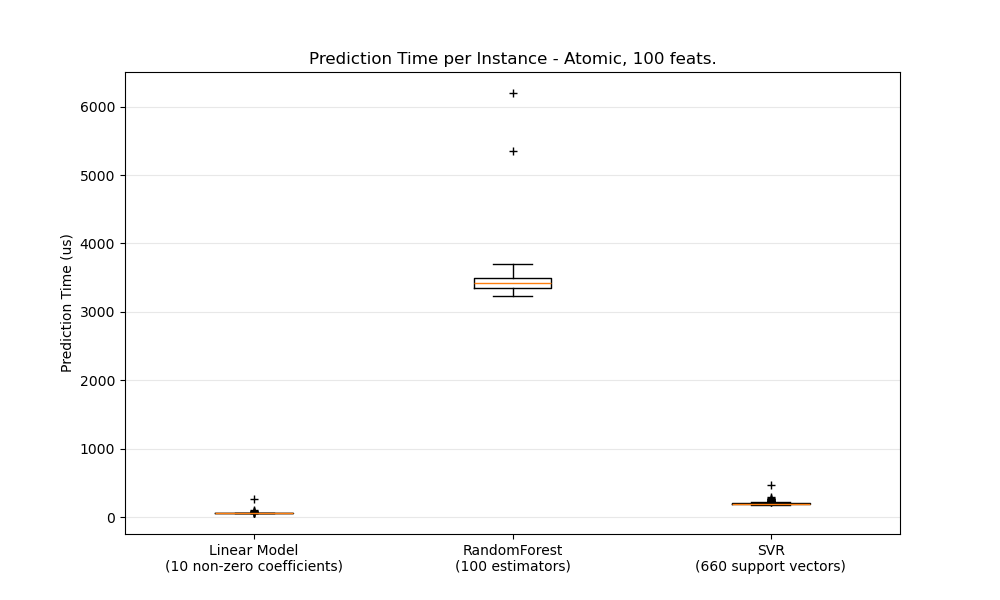 Prediction Time per Instance - Atomic, 100 feats.
Prediction Time (us)
6000
5000
4000
3000
2000
1000
0
Linear Model
(10 non-zero coefficients)
RandomForest
(100 estimators)
SVR
(660 support vectors)